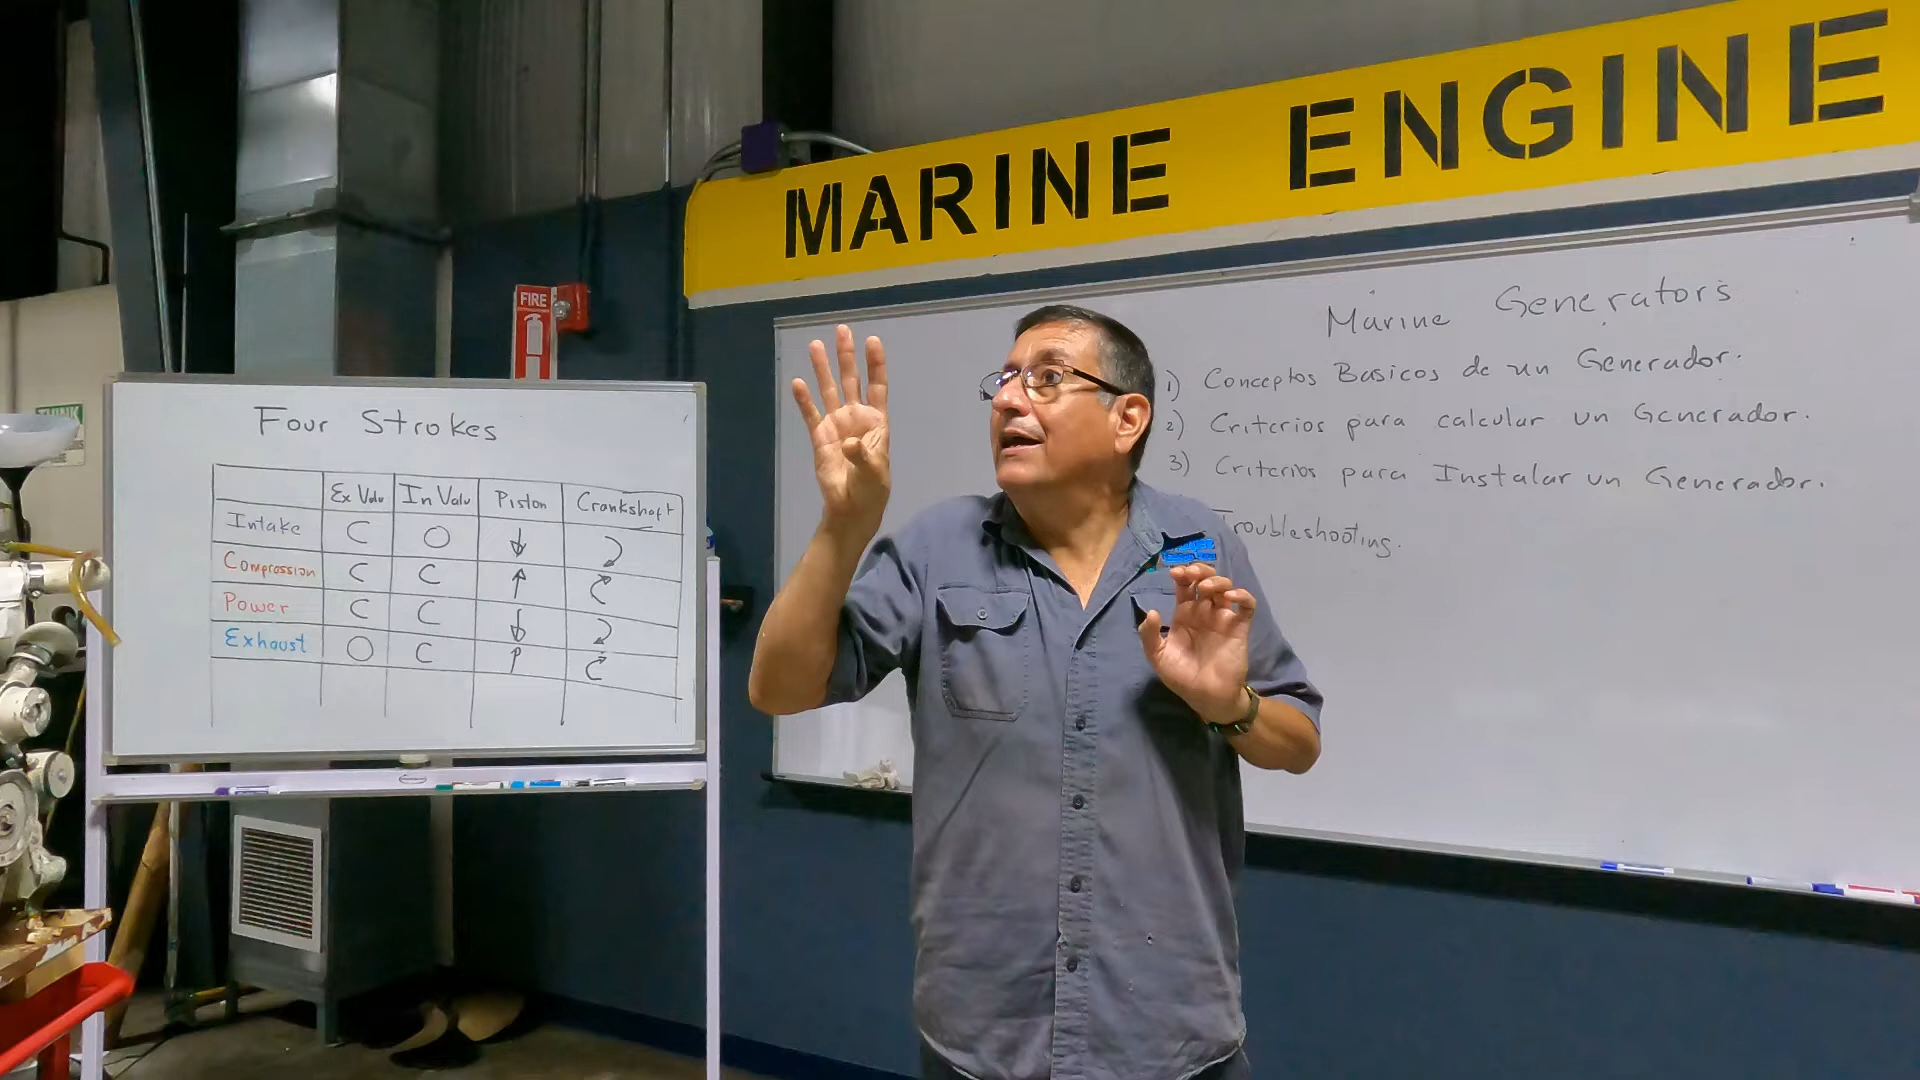 MARINE ENGINE
FIRE
THINK
Four Strokes
Ex Valv In Valv Piston Crankshaft
Intake C O ↓
Compression C C ↑
Power C C ↓
Exhaust O C ↑
Marine Generators
1) Conceptos Basicos de un Generador.
2) Criterios para calcular un Generador.
3) Criterios para Instalar un Generador.
Troubleshooting.